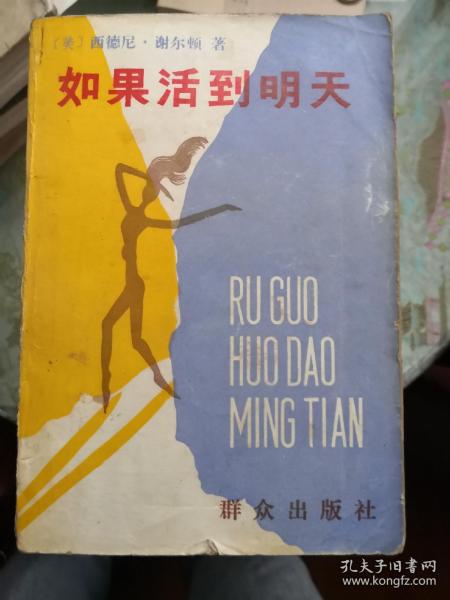 〔美〕西德尼·谢尔顿 著
如果活到明天
RU GUO
HUO DAO
MING TIAN
群众出版社
孔夫子旧书网
www.kongfz.com